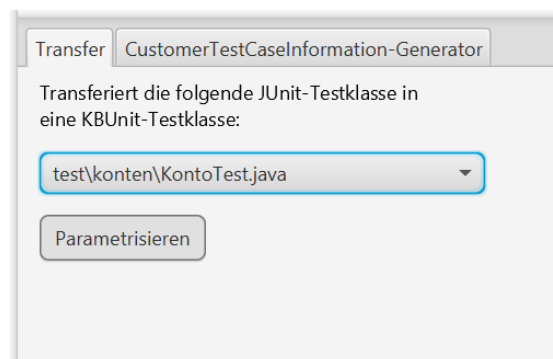 Transfer
CustomerTestCaseInformation-Generator
Transferiert die folgende JUnit-Testklasse in
eine KBUnit-Testklasse:
test\konten\KontoTest.java
Parametrisieren